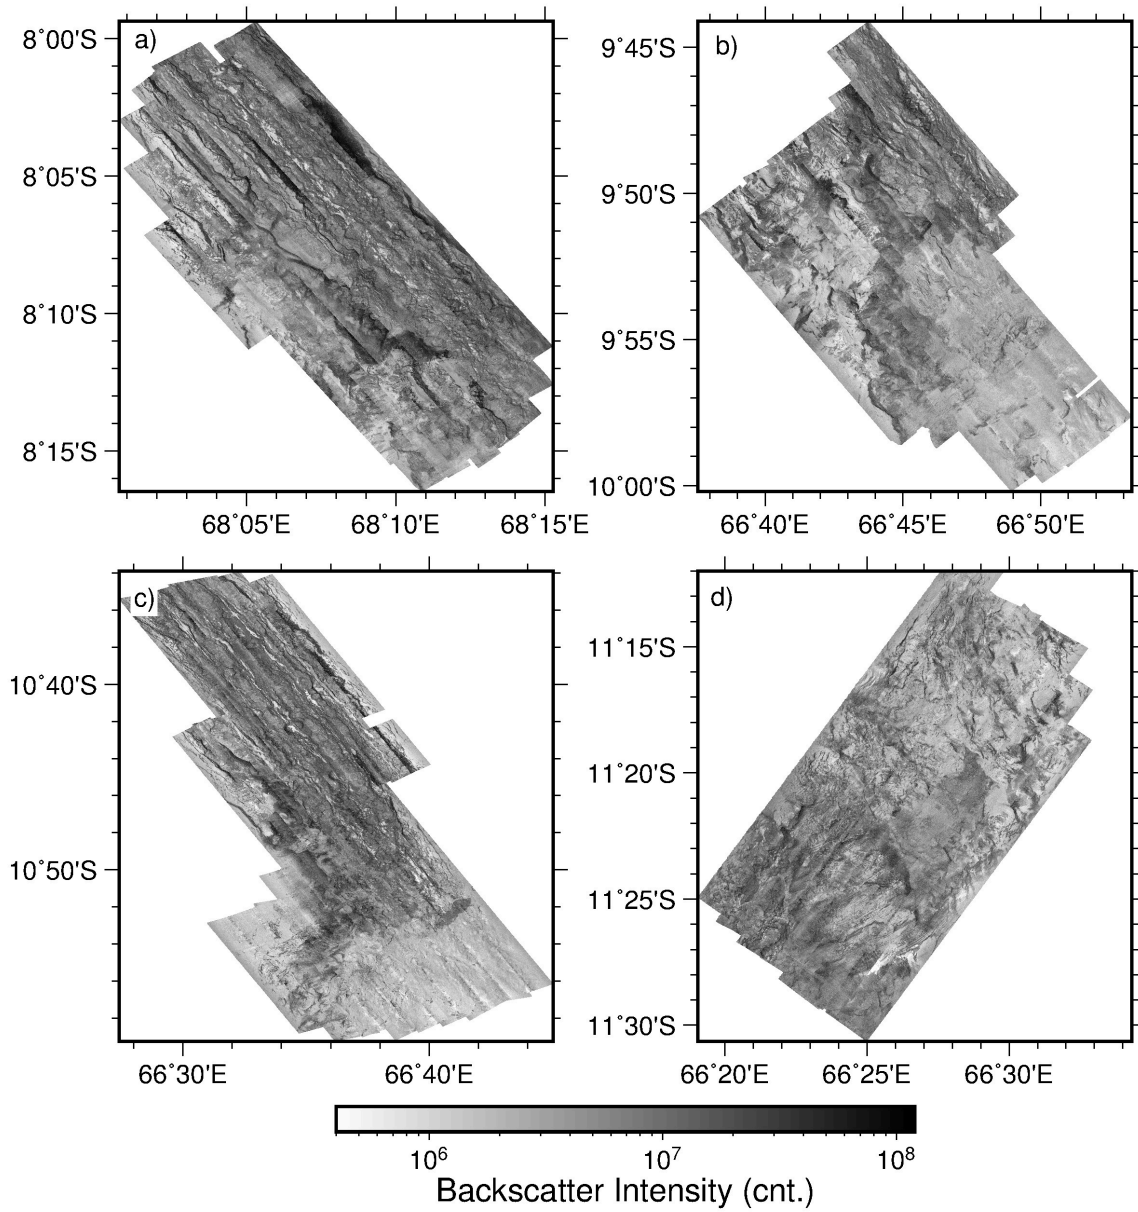 a)
8˚00'S
8˚05'S
8˚10'S
8˚15'S
68˚05'E 68˚10'E 68˚15'E
b)
9˚45'S
9˚50'S
9˚55'S
10˚00'S
66˚40'E 66˚45'E 66˚50'E
c)
10˚40'S
10˚50'S
66˚30'E 66˚40'E
d)
11˚15'S
11˚20'S
11˚25'S
11˚30'S
66˚20'E 66˚25'E 66˚30'E
10⁶ 10⁷ 10⁸
Backscatter Intensity (cnt.)